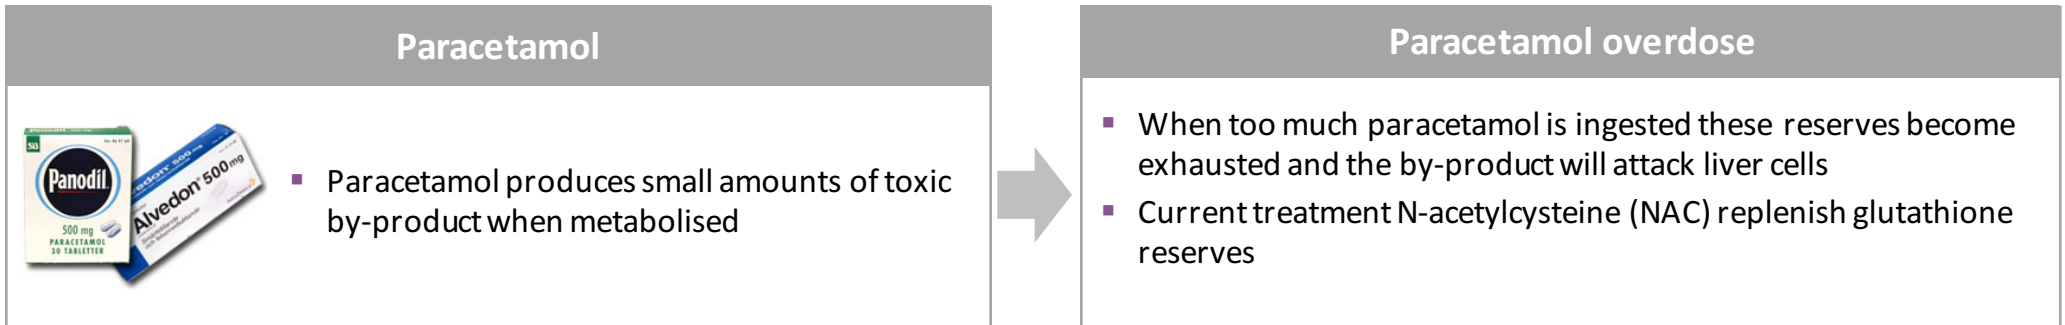 Paracetamol
Paracetamol overdose
Panodil
500 mg
PARACETAMOL
30 TABLETTER
Alvedon® 500 mg
Paracetamol produces small amounts of toxic
by-product when metabolised
When too much paracetamol is ingested these reserves become
exhausted and the by-product will attack liver cells
Current treatment N-acetylcysteine (NAC) replenish glutathione
reserves